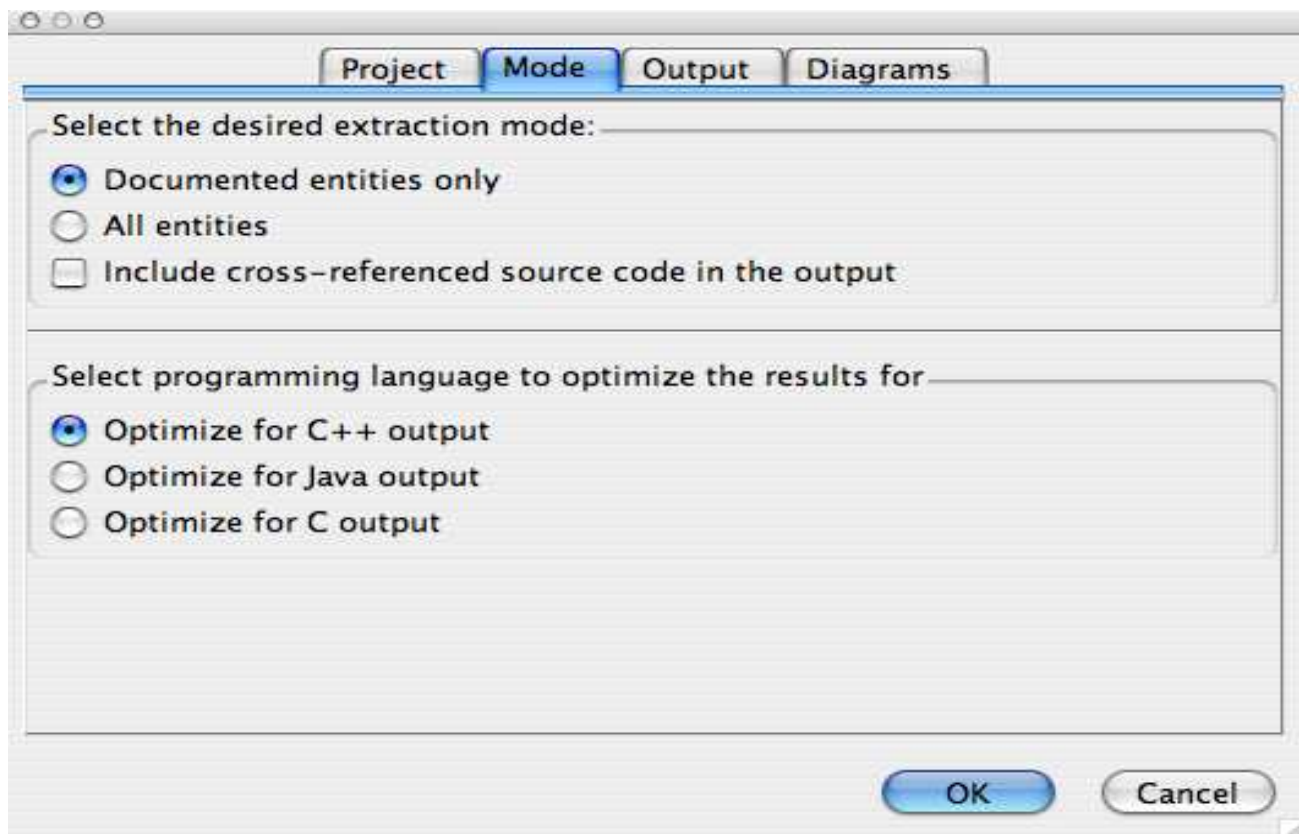 Project Mode Output Diagrams
Select the desired extraction mode:
Documented entities only
All entities
Include cross-referenced source code in the output
Select programming language to optimize the results for
Optimize for C++ output
Optimize for Java output
Optimize for C output
OK Cancel